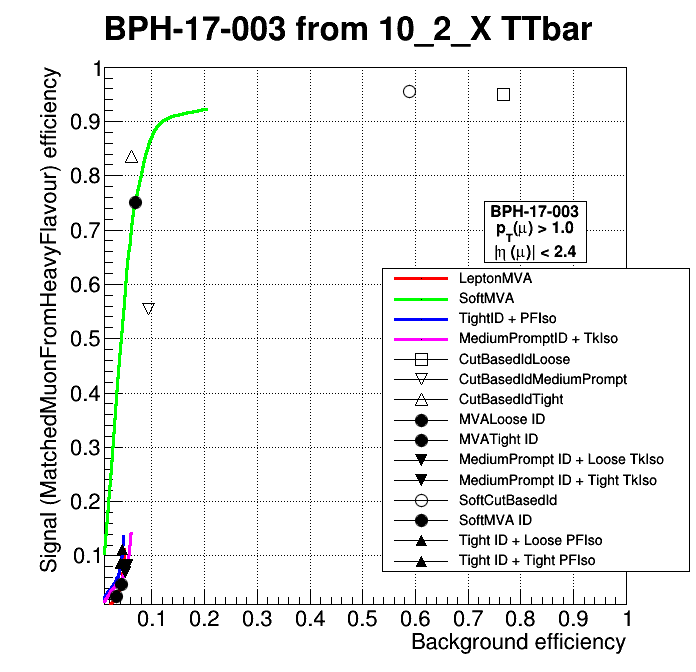 BPH-17-003 from 10_2_X TTbar
Signal (MatchedMuonFromHeavyFlavour) efficiency
1
0.9
0.8
0.7
0.6
0.5
0.4
0.3
0.2
0.1
BPH-17-003
pT(μ) > 1.0
|η (μ)| < 2.4
LeptonMVA
SoftMVA
TightID + PFIso
MediumPromptID + TkIso
CutBasedIdLoose
CutBasedIdMediumPrompt
CutBasedIdTight
MVALoose ID
MVATight ID
MediumPrompt ID + Loose TkIso
MediumPrompt ID + Tight TkIso
SoftCutBasedId
SoftMVA ID
Tight ID + Loose PFIso
Tight ID + Tight PFIso
0.1 0.2 0.3 0.4 0.5 0.6 0.7 0.8 0.9 1
Background efficiency